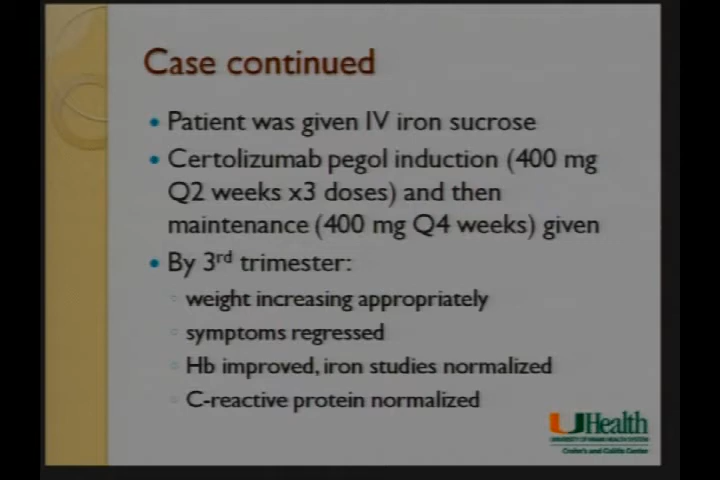 Case continued
• Patient was given IV iron sucrose
• Certolizumab pegol induction (400 mg
Q2 weeks x3 doses) and then
maintenance (400 mg Q4 weeks) given
• By 3rd trimester:
◦ weight increasing appropriately
◦ symptoms regressed
◦ Hb improved, iron studies normalized
◦ C-reactive protein normalized
UHealth
UNIVERSITY OF MIAMI HEALTH SYSTEM
Crohn's and Colitis Center